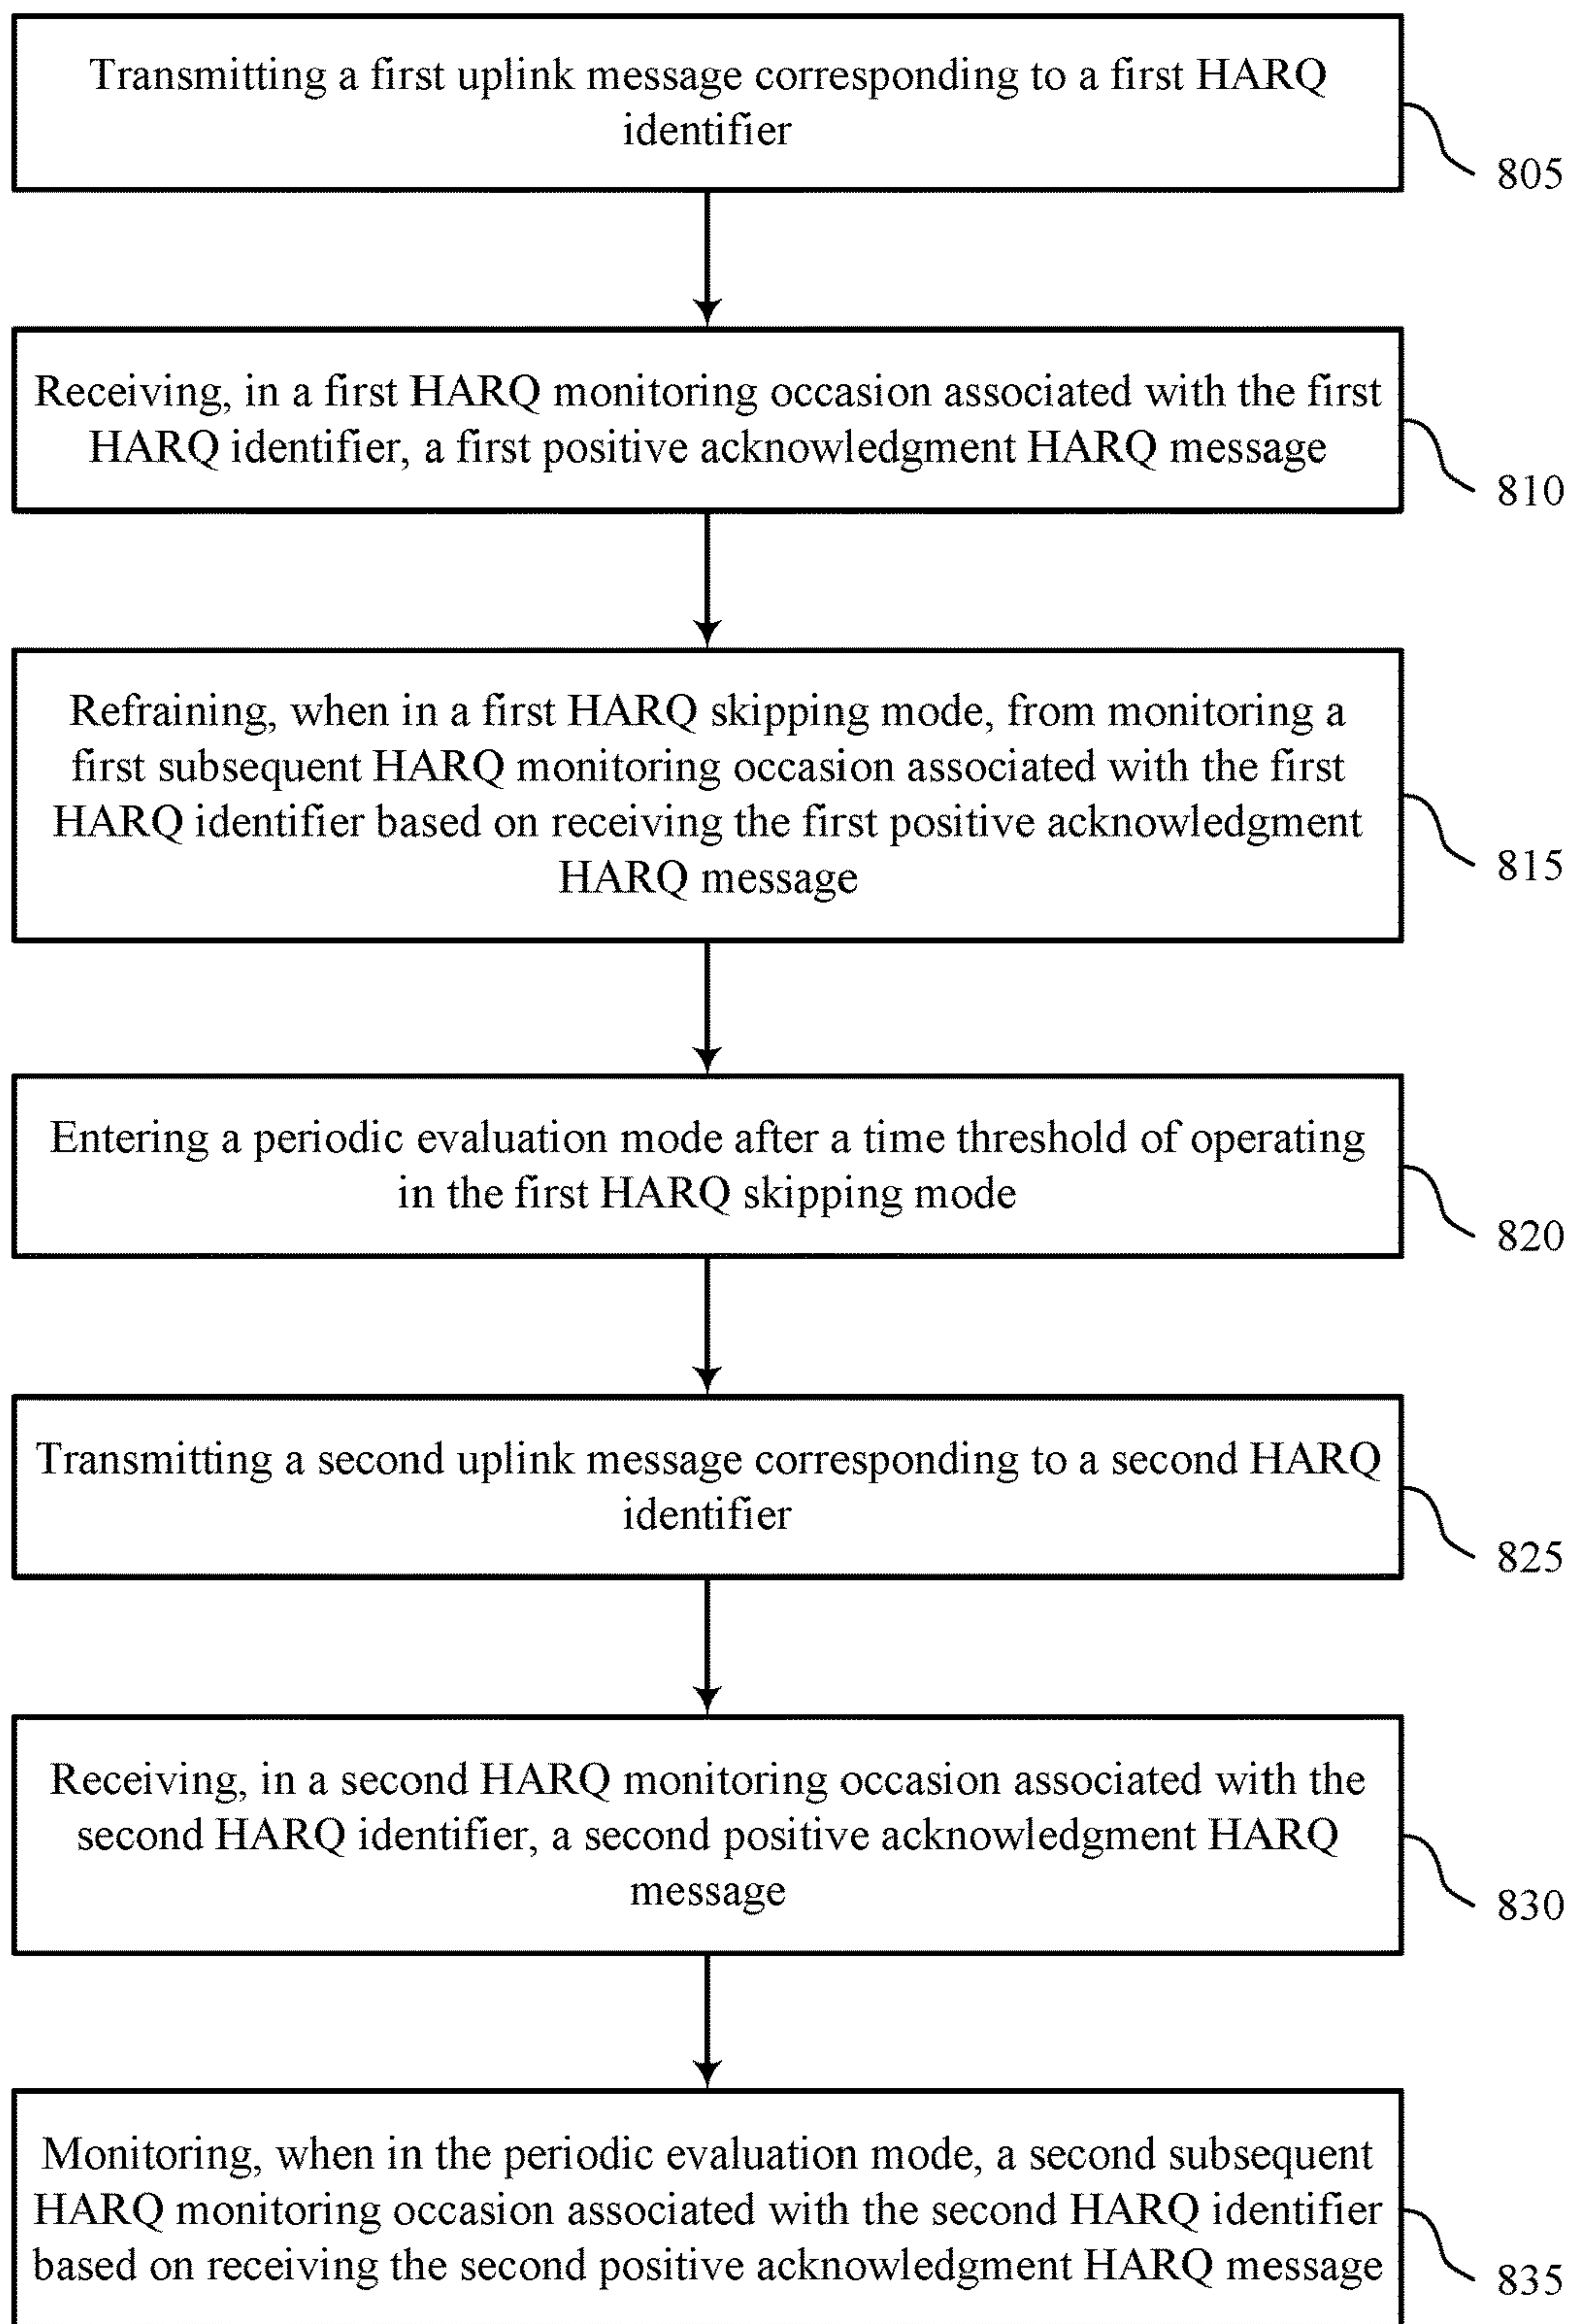 Transmitting a first uplink message corresponding to a first HARQ
identifier
805
Receiving, in a first HARQ monitoring occasion associated with the first
HARQ identifier, a first positive acknowledgment HARQ message
810
Refraining, when in a first HARQ skipping mode, from monitoring a
first subsequent HARQ monitoring occasion associated with the first
HARQ identifier based on receiving the first positive acknowledgment
HARQ message
815
Entering a periodic evaluation mode after a time threshold of operating
in the first HARQ skipping mode
820
Transmitting a second uplink message corresponding to a second HARQ
identifier
825
Receiving, in a second HARQ monitoring occasion associated with the
second HARQ identifier, a second positive acknowledgment HARQ
message
830
Monitoring, when in the periodic evaluation mode, a second subsequent
HARQ monitoring occasion associated with the second HARQ identifier
based on receiving the second positive acknowledgment HARQ message
835